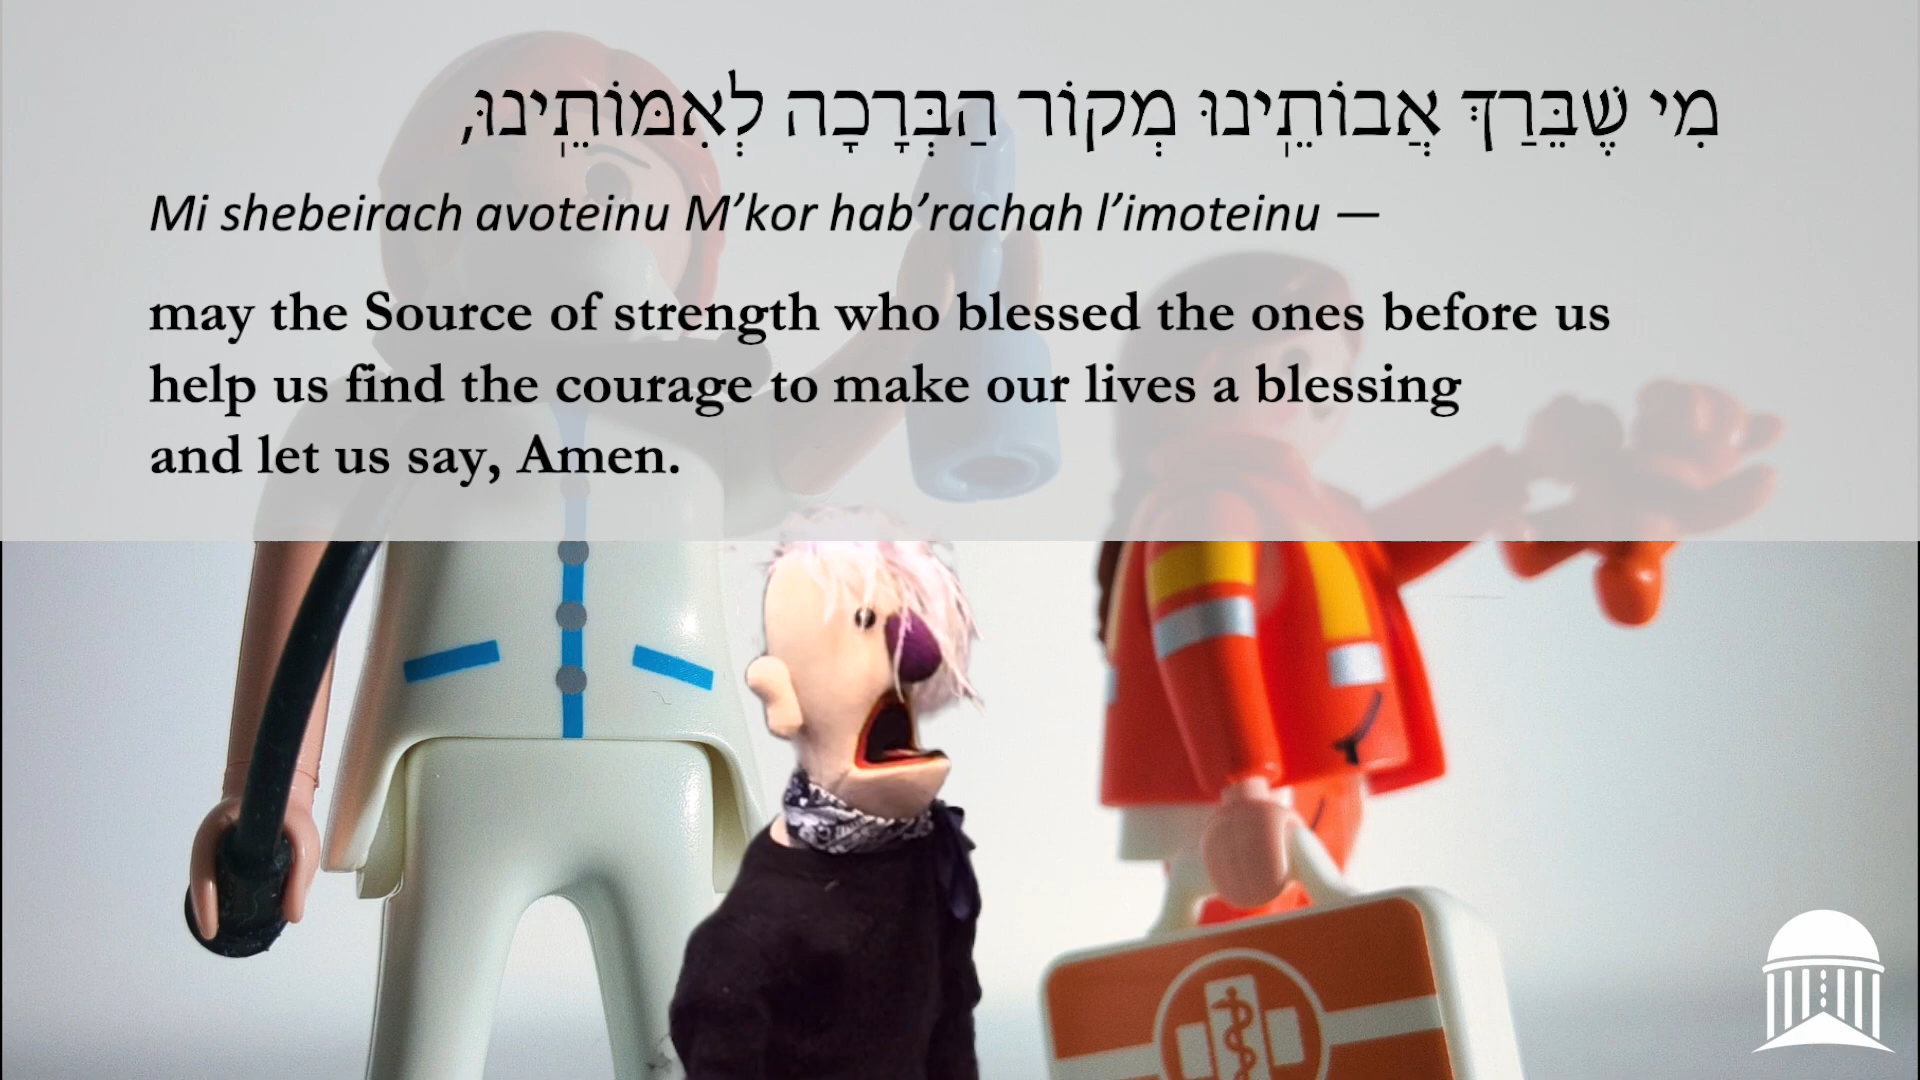 מִי שֶׁבֵּרַךְ אֲבוֹתֵֽינוּ מְקוֹר הַבְּרָכָה לְאִמּוֹתֵֽינוּ,
Mi shebeirach avoteinu M’kor hab’rachah l’imoteinu —
may the Source of strength who blessed the ones before us
help us find the courage to make our lives a blessing
and let us say, Amen.